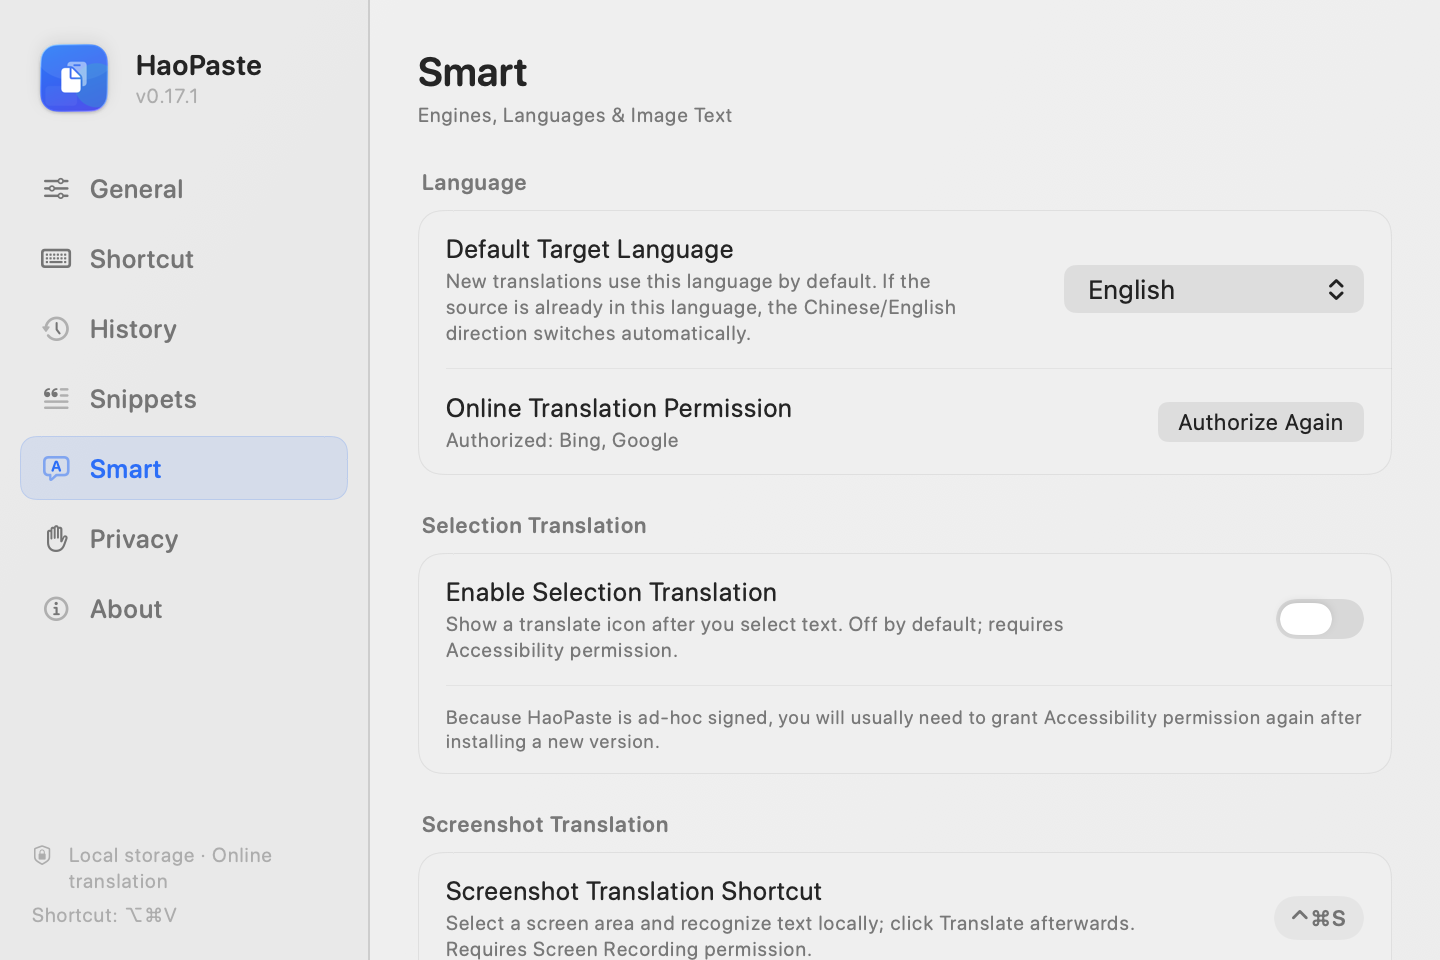 HaoPaste
v0.17.1
General
Shortcut
History
Snippets
Smart
Privacy
About
Local storage · Online
translation
Shortcut: ⌥⌘V
Smart
Engines, Languages & Image Text
Language
Default Target Language
New translations use this language by default. If the
source is already in this language, the Chinese/English
direction switches automatically.
English
Online Translation Permission
Authorized: Bing, Google
Authorize Again
Selection Translation
Enable Selection Translation
Show a translate icon after you select text. Off by default; requires
Accessibility permission.
Because HaoPaste is ad-hoc signed, you will usually need to grant Accessibility permission again after
installing a new version.
Screenshot Translation
Screenshot Translation Shortcut
Select a screen area and recognize text locally; click Translate afterwards.
Requires Screen Recording permission.
⌃⌘S